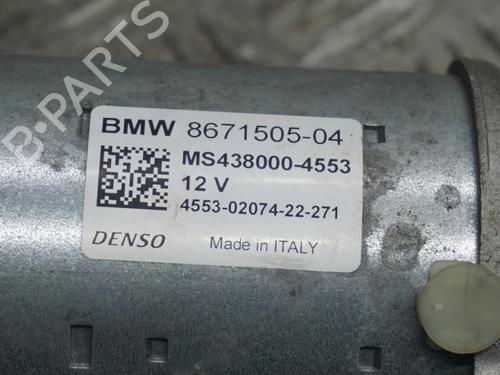 B-PARTS
BMW 8671505-04
MS438000-4553
12 V
4553-02074-22-271
DENSO Made in ITALY